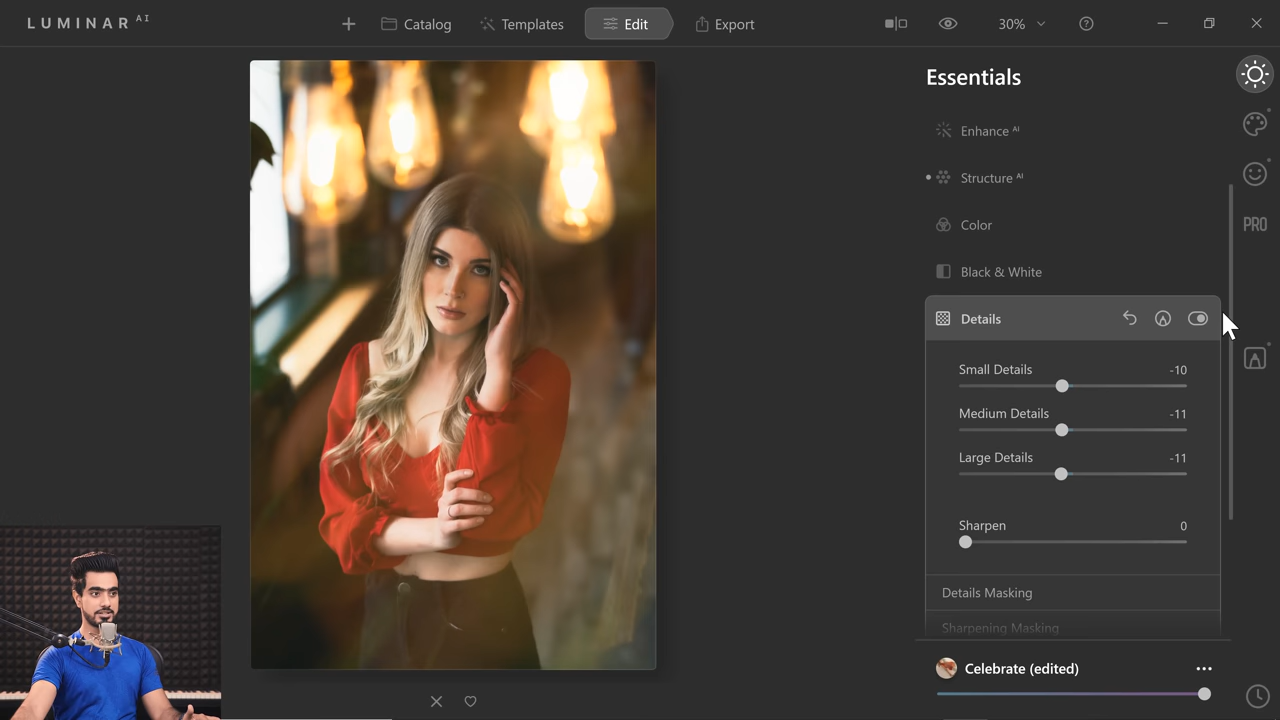 LUMINAR AI
Catalog
Templates
Edit
Export
30%
Essentials
Enhance AI
Structure AI
Color
Black & White
PRO
Details
Small Details -10
Medium Details -11
Large Details -11
Sharpen 0
Details Masking
Sharpening Masking
Celebrate (edited)